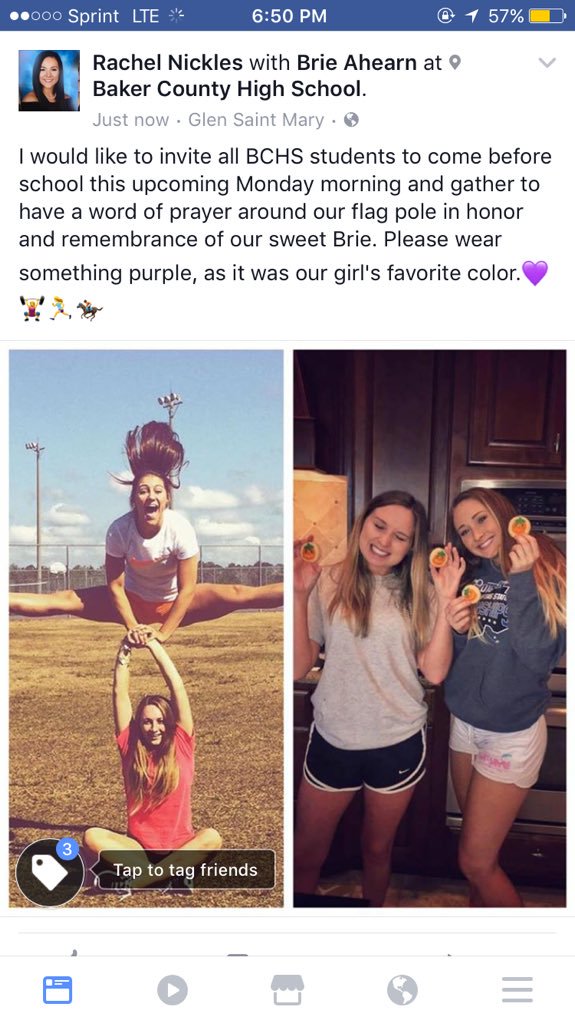 Sprint LTE 6:50 PM 57%
Rachel Nickles with Brie Ahearn at
Baker County High School.
Just now · Glen Saint Mary ·
I would like to invite all BCHS students to come before
school this upcoming Monday morning and gather to
have a word of prayer around our flag pole in honor
and remembrance of our sweet Brie. Please wear
something purple, as it was our girl's favorite color.💜
🏋️🏃‍♀️🏇
3
Tap to tag friends